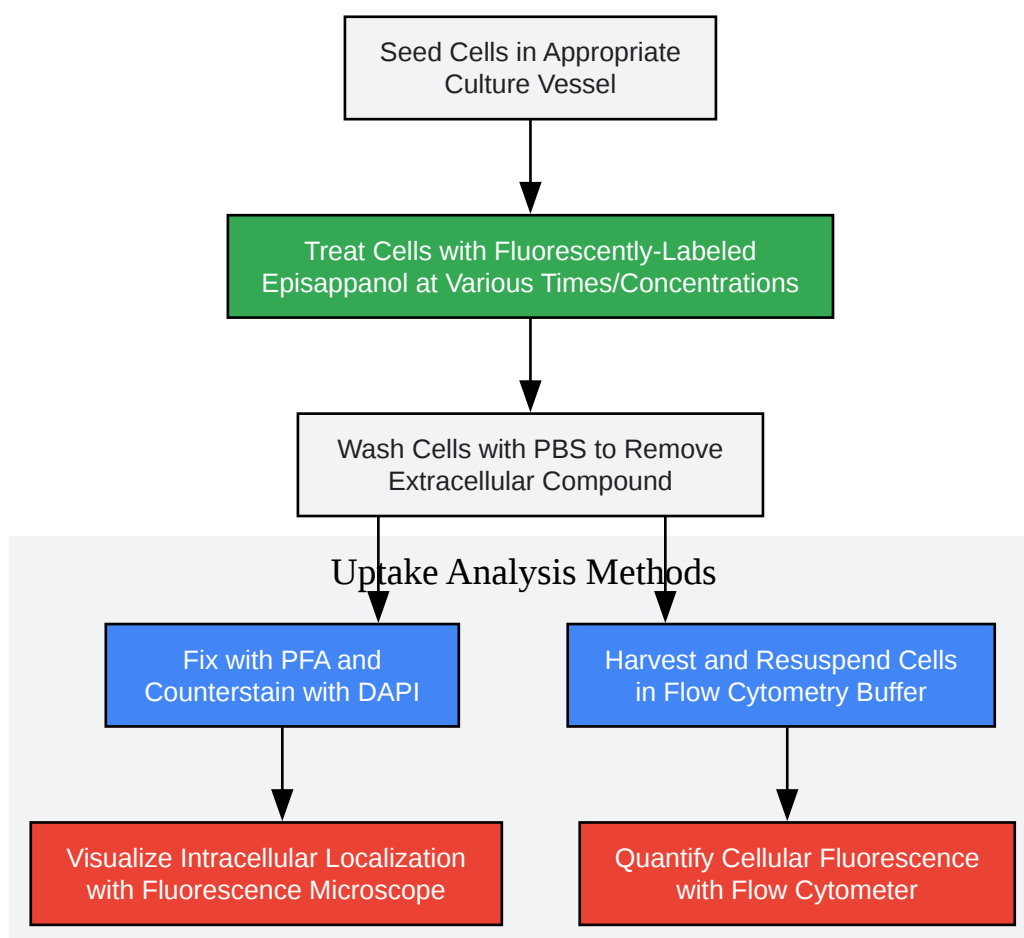 Seed Cells in Appropriate
Culture Vessel
Treat Cells with Fluorescently-Labeled
Episappanol at Various Times/Concentrations
Wash Cells with PBS to Remove
Extracellular Compound
Uptake Analysis Methods
Fix with PFA and
Counterstain with DAPI
Harvest and Resuspend Cells
in Flow Cytometry Buffer
Visualize Intracellular Localization
with Fluorescence Microscope
Quantify Cellular Fluorescence
with Flow Cytometer